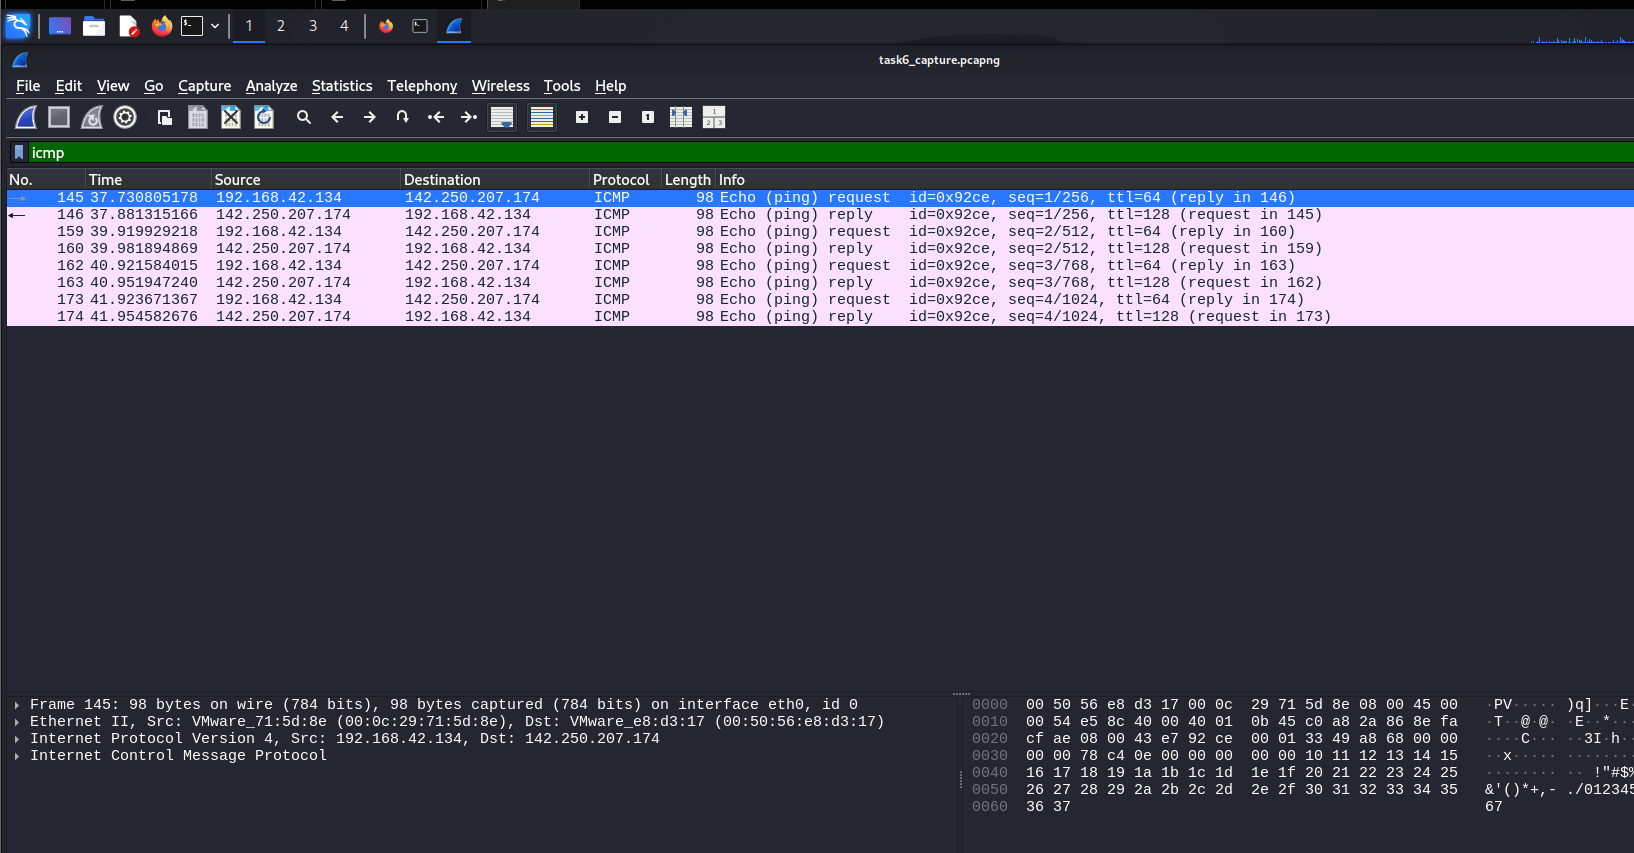 1 2 3 4
task6_capture.pcapng
File Edit View Go Capture Analyze Statistics Telephony Wireless Tools Help
icmp
No. Time Source Destination Protocol Length Info
145 37.730805178 192.168.42.134 142.250.207.174 ICMP 98 Echo (ping) request id=0x92ce, seq=1/256, ttl=64 (reply in 146)
146 37.881315166 142.250.207.174 192.168.42.134 ICMP 98 Echo (ping) reply id=0x92ce, seq=1/256, ttl=128 (request in 145)
159 39.919929218 192.168.42.134 142.250.207.174 ICMP 98 Echo (ping) request id=0x92ce, seq=2/512, ttl=64 (reply in 160)
160 39.981894869 142.250.207.174 192.168.42.134 ICMP 98 Echo (ping) reply id=0x92ce, seq=2/512, ttl=128 (request in 159)
162 40.921584015 192.168.42.134 142.250.207.174 ICMP 98 Echo (ping) request id=0x92ce, seq=3/768, ttl=64 (reply in 163)
163 40.951947240 142.250.207.174 192.168.42.134 ICMP 98 Echo (ping) reply id=0x92ce, seq=3/768, ttl=128 (request in 162)
173 41.923671367 192.168.42.134 142.250.207.174 ICMP 98 Echo (ping) request id=0x92ce, seq=4/1024, ttl=64 (reply in 174)
174 41.954582676 142.250.207.174 192.168.42.134 ICMP 98 Echo (ping) reply id=0x92ce, seq=4/1024, ttl=128 (request in 173)
Frame 145: 98 bytes on wire (784 bits), 98 bytes captured (784 bits) on interface eth0, id 0
Ethernet II, Src: VMware_71:5d:8e (00:0c:29:71:5d:8e), Dst: VMware_e8:d3:17 (00:50:56:e8:d3:17)
Internet Protocol Version 4, Src: 192.168.42.134, Dst: 142.250.207.174
Internet Control Message Protocol
0000 00 50 56 e8 d3 17 00 0c 29 71 5d 8e 08 00 45 00 ·PV····· )q]···E
0010 00 54 e5 8c 40 00 40 01 0b 45 c0 a8 2a 86 8e fa ·T··@·@· ·E··*···
0020 cf ae 08 00 43 e7 92 ce 00 01 33 49 a8 68 00 00 ····C··· ··3I·h··
0030 00 00 78 c4 0e 00 00 00 00 00 10 11 12 13 14 15 ··x····· ········
0040 16 17 18 19 1a 1b 1c 1d 1e 1f 20 21 22 23 24 25 ········ ·· !"#$%
0050 26 27 28 29 2a 2b 2c 2d 2e 2f 30 31 32 33 34 35 &'()*+,- ./012345
0060 36 37 67